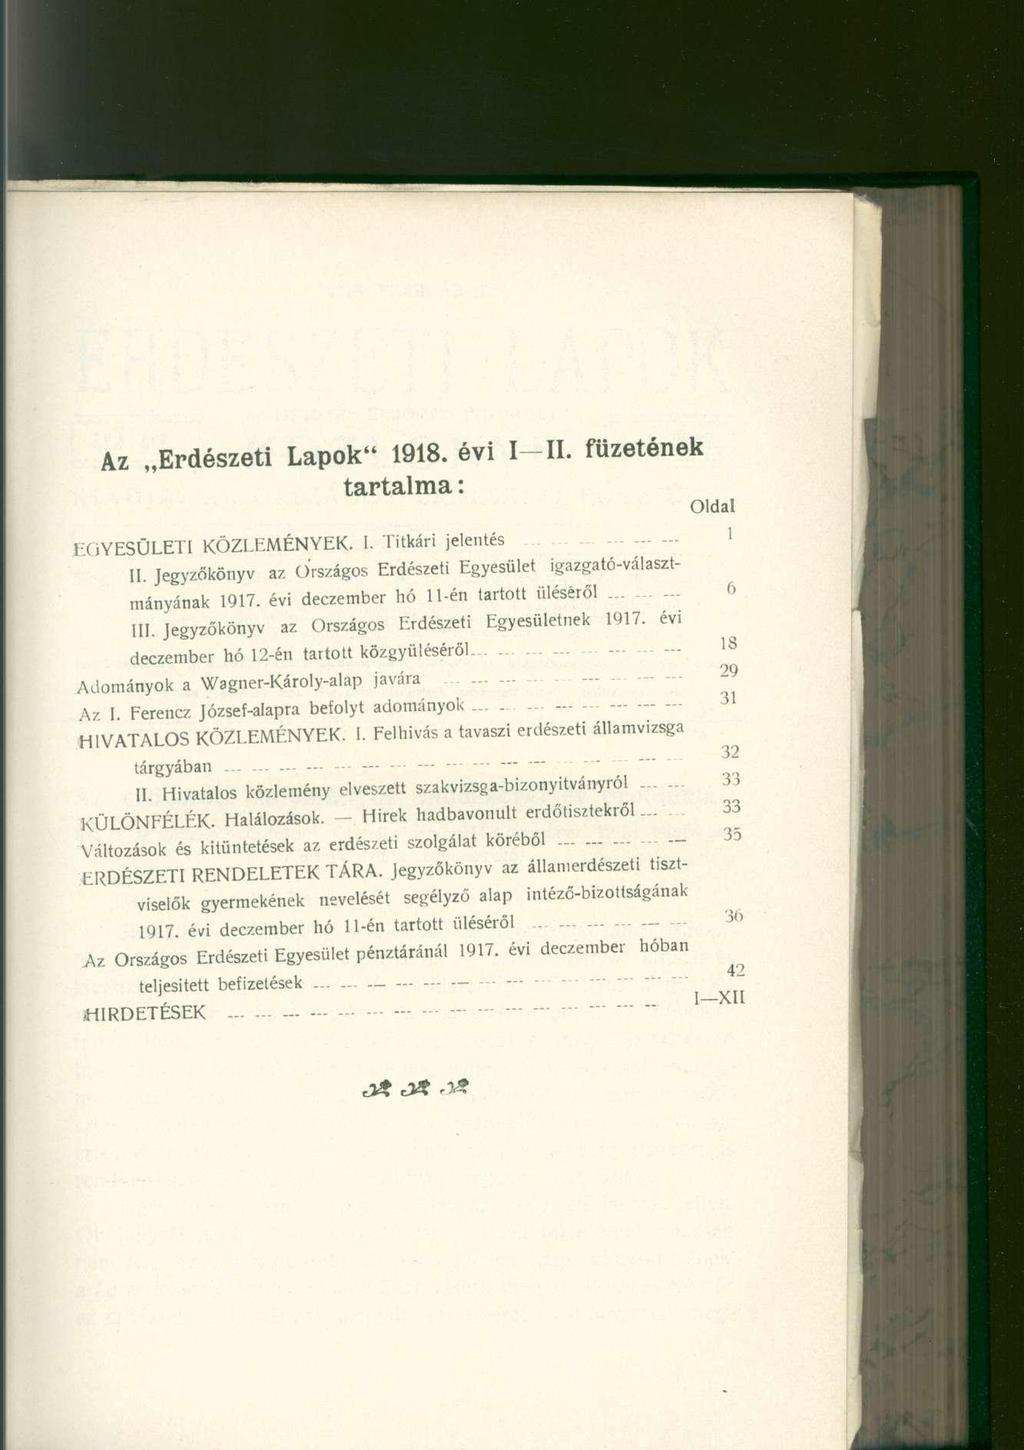 Az „Erdészeti Lapok“ 1918. évi I—II. füzetének
tartalma:
Oldal
EGYESÜLETI KÖZLEMÉNYEK. I. Titkári jelentés 1
II. Jegyzőkönyv az Országos Erdészeti Egyesület igazgató-választ-
mányának 1917. évi deczember hó 11-én tartott üléséről 6
III. Jegyzőkönyv az Országos Erdészeti Egyesületnek 1917. évi
deczember hó 12-én tartott közgyüléséről 18
Adományok a Wagner-Károly-alap javára 29
Az I. Ferencz József-alapra befolyt adományok 31
HIVATALOS KÖZLEMÉNYEK. I. Felhivás a tavaszi erdészeti államvizsga
tárgyában 32
II. Hivatalos közlemény elveszett szakvizsga-bizonyitványról 33
KÜLÖNFÉLÉK. Halálozások. — Hirek hadbavonult erdőtisztekről 33
Változások és kitüntetések az erdészeti szolgálat köréből 35
ERDÉSZETI RENDELETEK TÁRA. Jegyzőkönyv az államerdészeti tiszt-
viselők gyermekének nevelését segélyző alap intéző-bizottságának
1917. évi deczember hó 11-én tartott üléséről 36
Az Országos Erdészeti Egyesület pénztáránál 1917. évi deczember hóban
teljesitett befizetések 42
HIRDETÉSEK I—XII